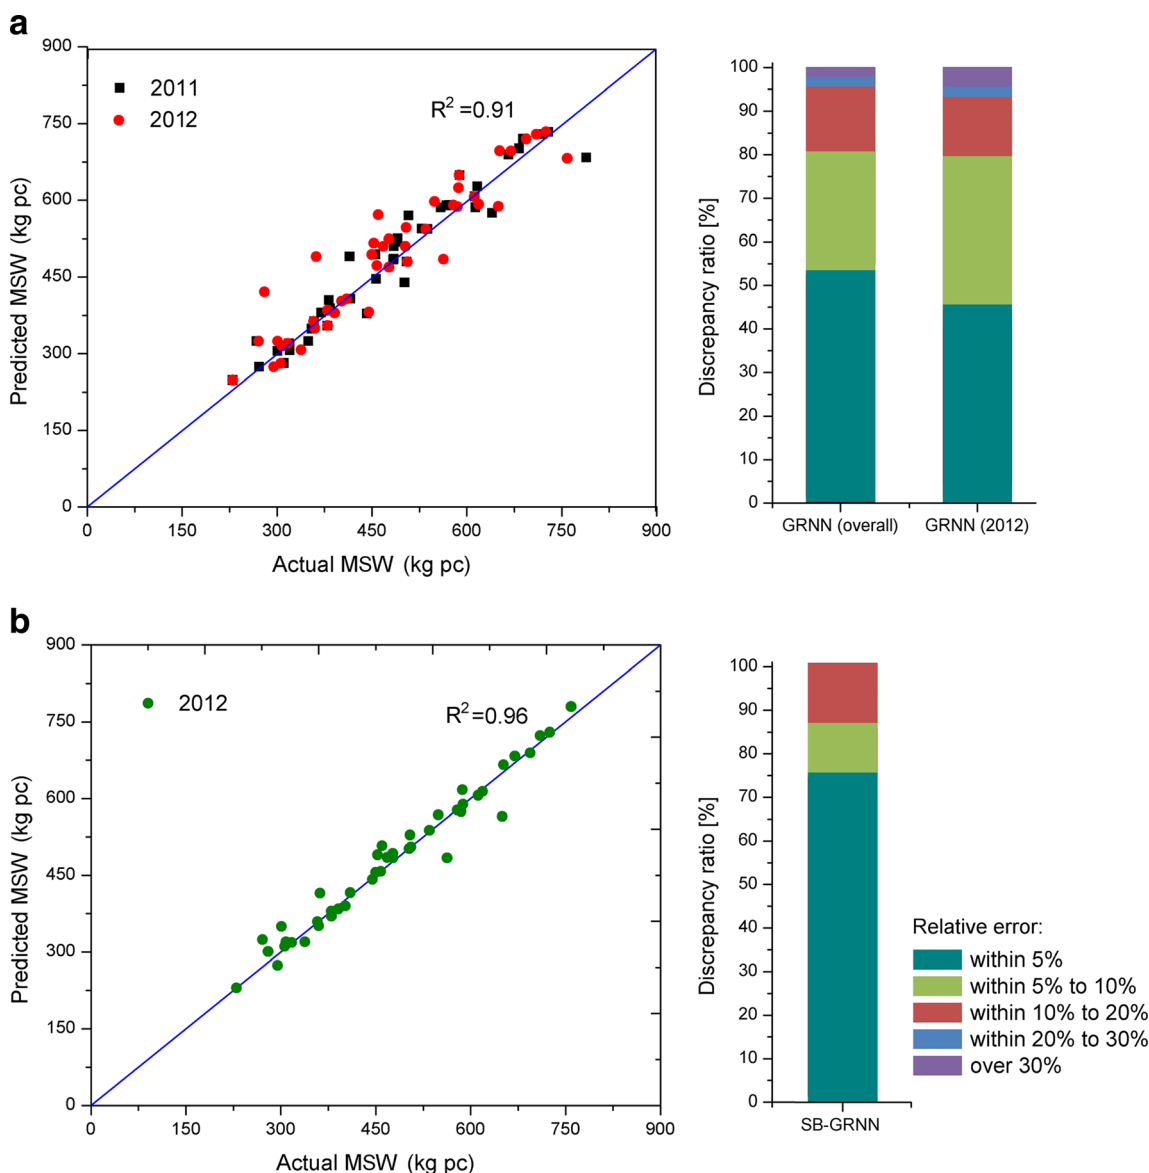 a
900
750
600
450
300
150
0
0 150 300 450 600 750 900
Predicted MSW (kg pc)
Actual MSW (kg pc)
2011
2012
R2 =0.91
100
90
80
70
60
50
40
30
20
10
0
Discrepancy ratio [%]
GRNN (overall) GRNN (2012)
b
900
750
600
450
300
150
0
0 150 300 450 600 750 900
Predicted MSW (kg pc)
Actual MSW (kg pc)
2012
R2=0.96
100
90
80
70
60
50
40
30
20
10
0
Discrepancy ratio [%]
SB-GRNN
Relative error:
within 5%
within 5% to 10%
within 10% to 20%
within 20% to 30%
over 30%